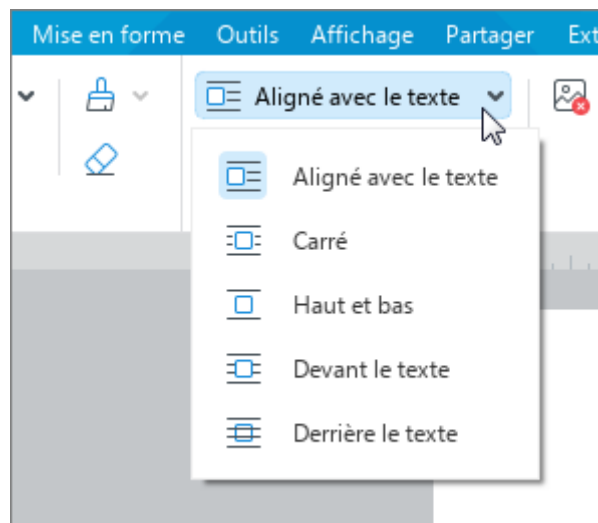 Mise en forme Outils Affichage Partager Ext
Aligné avec le texte
Aligné avec le texte
Carré
Haut et bas
Devant le texte
Derrière le texte